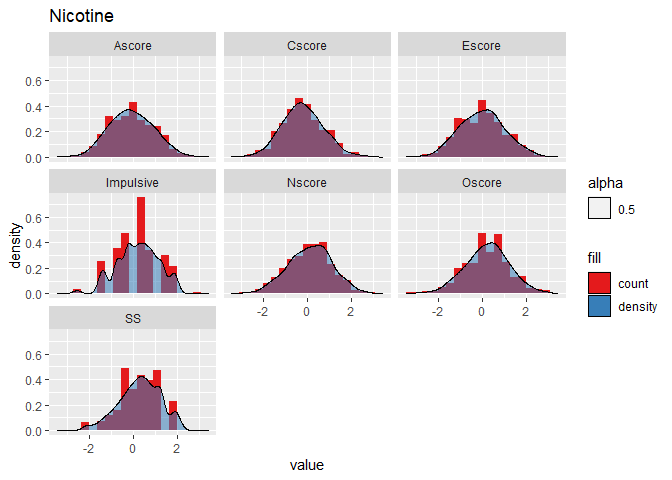 Nicotine
Ascore Cscore Escore
0.6
0.4
0.2
0.0
Impulsive Nscore Oscore
0.6
0.4
0.2
0.0
-2 0 2 -2 0 2
SS
0.6
0.4
0.2
0.0
-2 0 2
density
value
alpha
0.5
fill
count
density